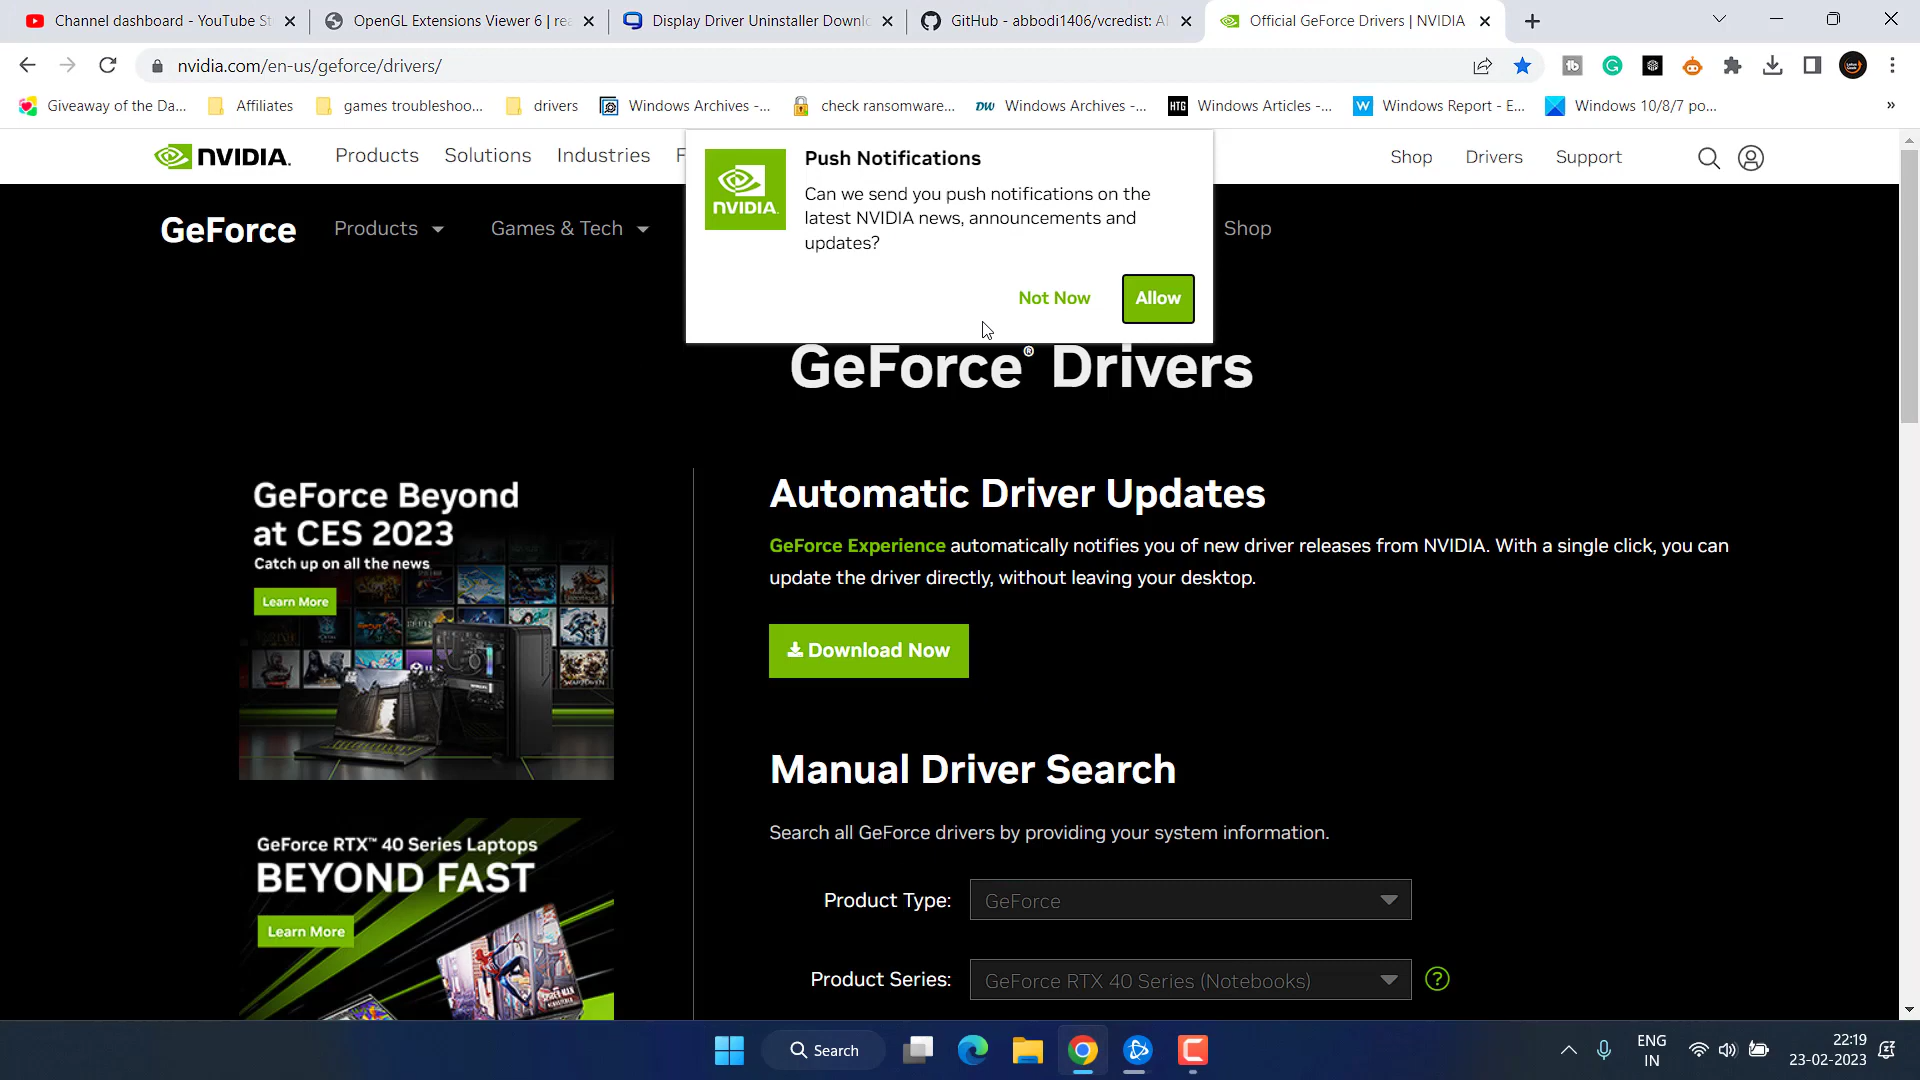 Channel dashboard - YouTube St
OpenGL Extensions Viewer 6 | rea
Display Driver Uninstaller Downlo
GitHub - abbodi1406/vcredist: Al
Official GeForce Drivers | NVIDIA
nvidia.com/en-us/geforce/drivers/
Giveaway of the Da...
Affiliates
games troubleshoo...
drivers
Windows Archives -...
check ransomware...
DW Windows Archives -...
HTG Windows Articles -...
W Windows Report - E...
Windows 10/8/7 po...
»
NVIDIA.
Products
Solutions
Industries
F
Shop
Drivers
Support
NVIDIA.
Push Notifications
Can we send you push notifications on the
latest NVIDIA news, announcements and
updates?
Not Now
Allow
GeForce
Products
Games & Tech
Shop
GeForce® Drivers
GeForce Beyond
at CES 2023
Catch up on all the news
Learn More
Automatic Driver Updates
GeForce Experience automatically notifies you of new driver releases from NVIDIA. With a single click, you can
update the driver directly, without leaving your desktop.
Download Now
Manual Driver Search
Search all GeForce drivers by providing your system information.
GeForce RTX™ 40 Series Laptops
BEYOND FAST
Learn More
Product Type:
GeForce
Product Series:
GeForce RTX 40 Series (Notebooks)
?
Search
ENG
IN
22:19
23-02-2023